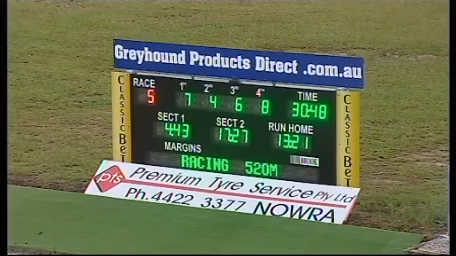 Greyhound Products Direct .com.au
RACE 1st 2nd 3rd 4th TIME
5 7 4 6 8 30.48
SECT 1 SECT 2 RUN HOME
4.43 17.27 13.21
MARGINS
RACING 520M
CLASSIC BET
CLASSIC BET
pts Premium Tyre Service Pty Ltd
Ph. 4422 3377 NOWRA